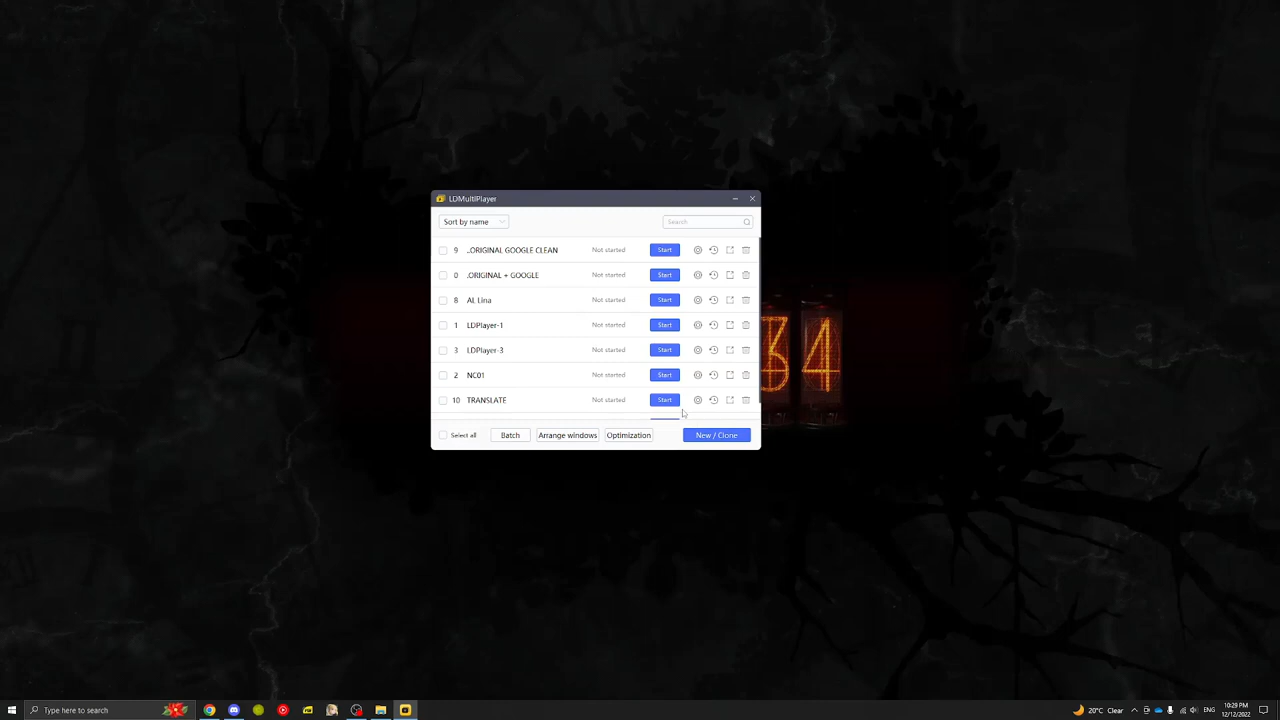 LDMultiPlayer
Sort by name
Search
9 ..ORIGINAL GOOGLE CLEAN Not started Start
0 .ORIGINAL + GOOGLE Not started Start
8 AL Lina Not started Start
1 LDPlayer-1 Not started Start
3 LDPlayer-3 Not started Start
2 NC01 Not started Start
10 TRANSLATE Not started Start
Select all Batch Arrange windows Optimization New / Clone
34
Type here to search
20°C Clear
ENG
10:29 PM
12/12/2022